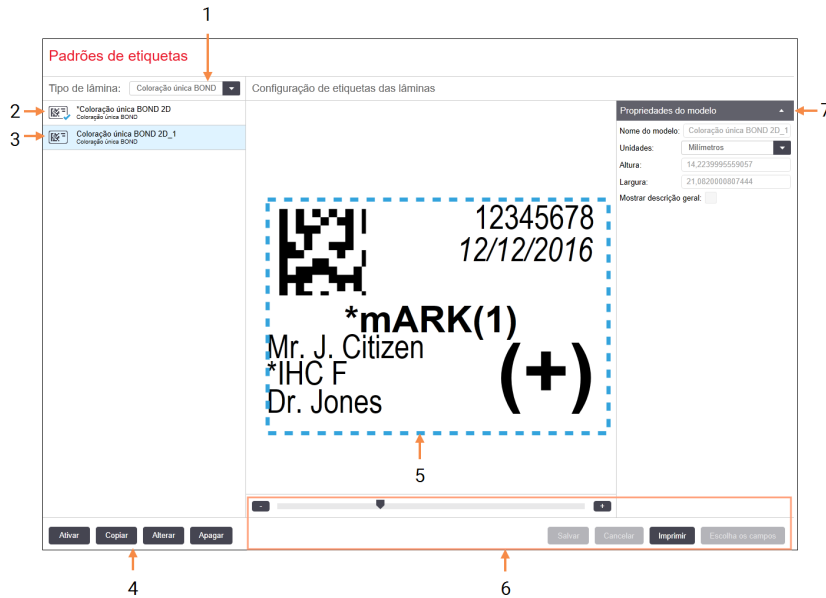 1
Padrões de etiquetas
Tipo de lâmina: Coloração única BOND
Configuração de etiquetas das lâminas
2
*Coloração única BOND 2D
Coloração única BOND
3
Coloração única BOND 2D_1
Coloração única BOND
Propriedades do modelo
7
Nome do modelo: Coloração única BOND 2D_1
Unidades: Milímetros
Altura: 14,2239995559057
Largura: 21,0820000807444
Mostrar descrição geral:
12345678
12/12/2016
*mARK(1)
Mr. J. Citizen
*IHC F
Dr. Jones
(+)
5
- +
Ativar Copiar Alterar Apagar
Salvar Cancelar Imprimir Escolha os campos
4
6